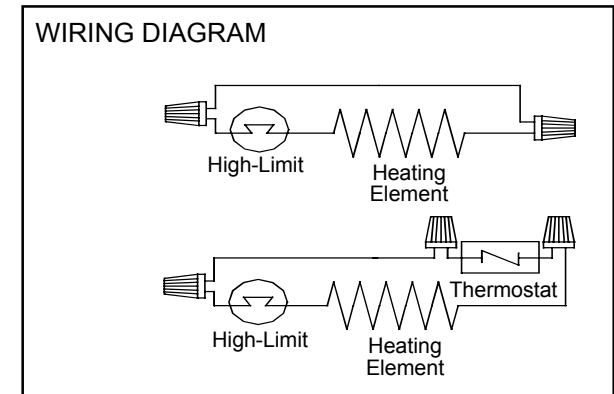 WIRING DIAGRAM
High-Limit
Heating
Element
Thermostat
High-Limit
Heating
Element